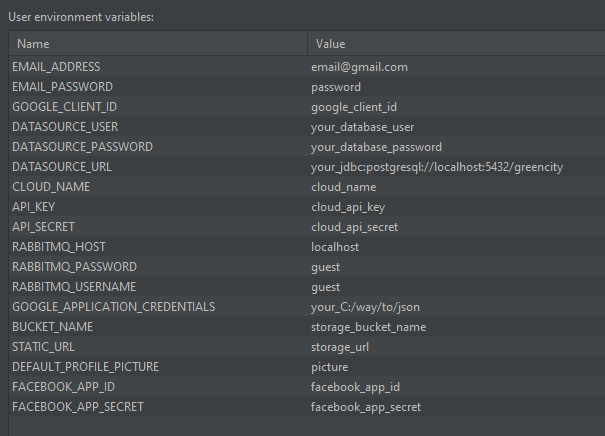 User environment variables:
Name Value
EMAIL_ADDRESS email@gmail.com
EMAIL_PASSWORD password
GOOGLE_CLIENT_ID google_client_id
DATASOURCE_USER your_database_user
DATASOURCE_PASSWORD your_database_password
DATASOURCE_URL your_jdbc:postgresql://localhost:5432/greencity
CLOUD_NAME cloud_name
API_KEY cloud_api_key
API_SECRET cloud_api_secret
RABBITMQ_HOST localhost
RABBITMQ_PASSWORD guest
RABBITMQ_USERNAME guest
GOOGLE_APPLICATION_CREDENTIALS your_C:/way/to/json
BUCKET_NAME storage_bucket_name
STATIC_URL storage_url
DEFAULT_PROFILE_PICTURE picture
FACEBOOK_APP_ID facebook_app_id
FACEBOOK_APP_SECRET facebook_app_secret